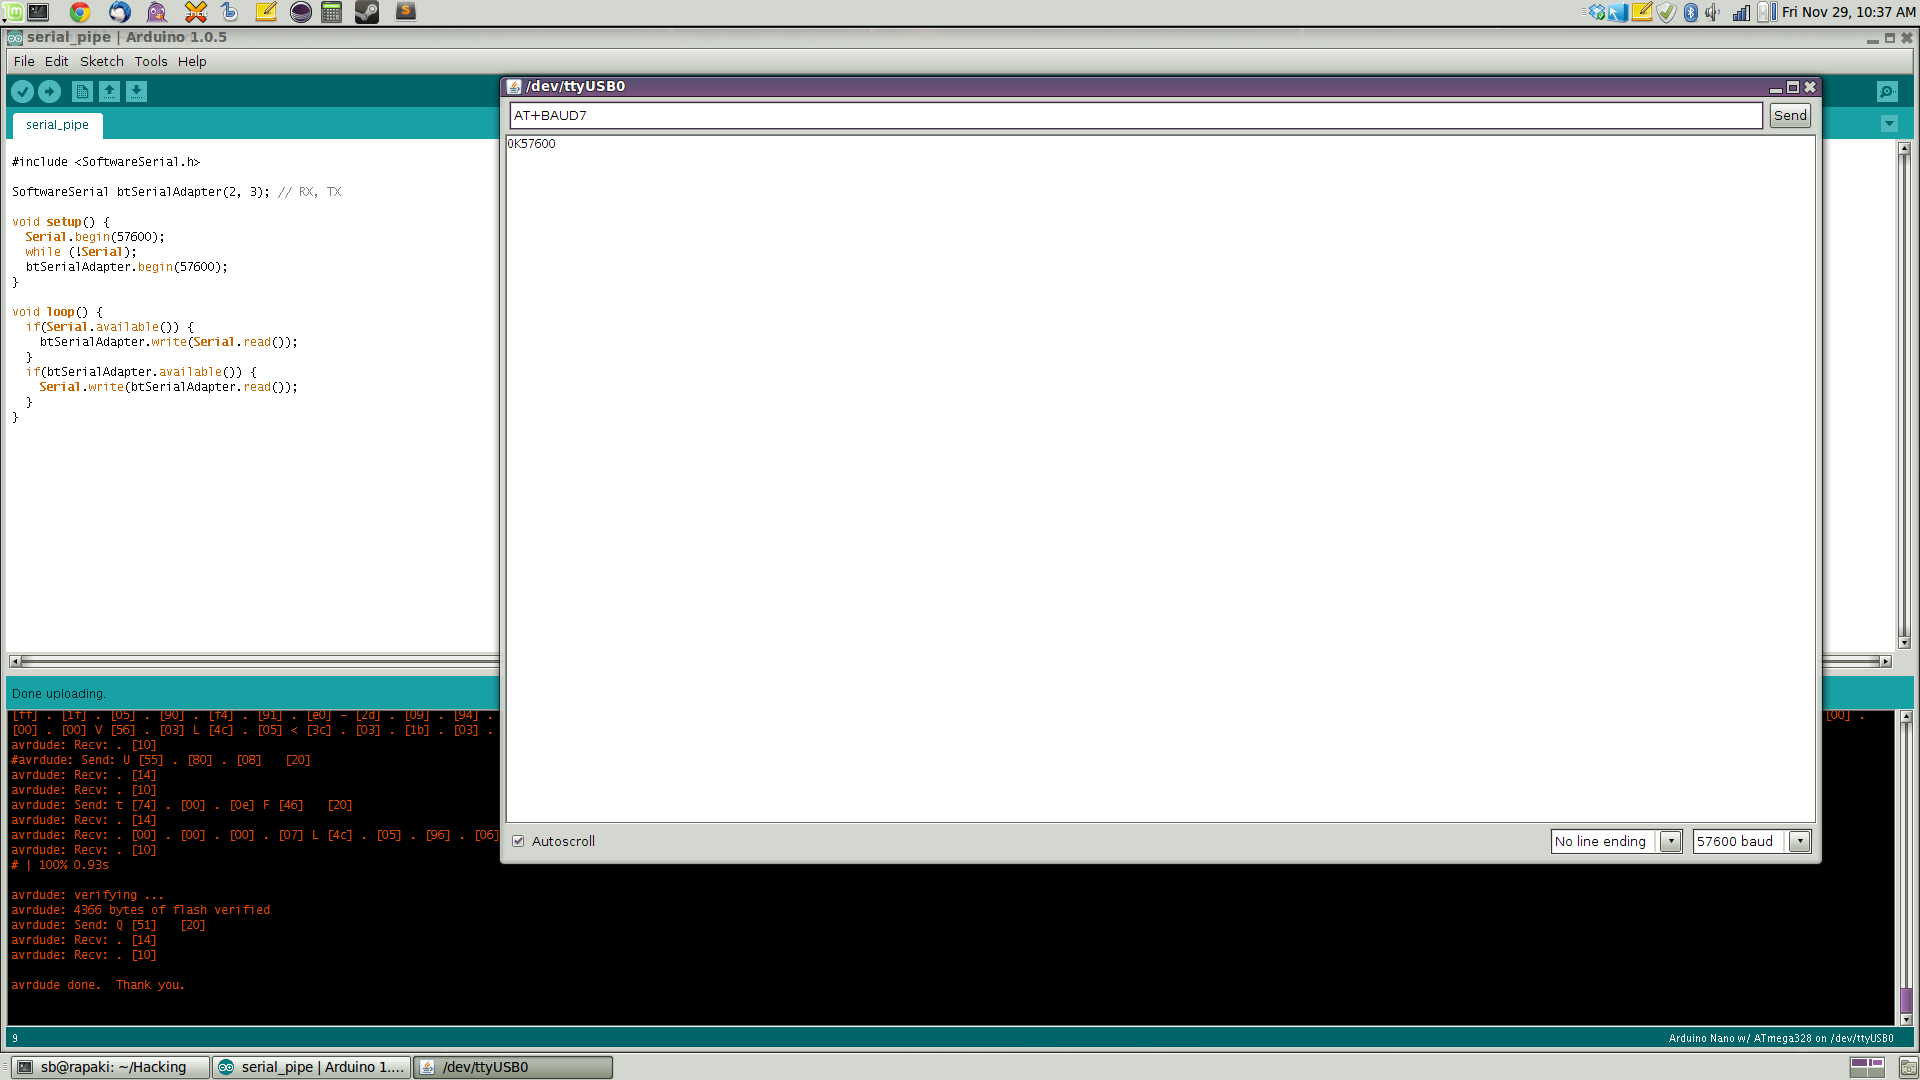 Fri Nov 29, 10:37 AM
serial_pipe | Arduino 1.0.5
File Edit Sketch Tools Help
serial_pipe
#include <SoftwareSerial.h>
SoftwareSerial btSerialAdapter(2, 3); // RX, TX
void setup() {
Serial.begin(57600);
while (!Serial);
btSerialAdapter.begin(57600);
}
void loop() {
if(Serial.available()) {
btSerialAdapter.write(Serial.read());
}
if(btSerialAdapter.available()) {
Serial.write(btSerialAdapter.read());
}
}
/dev/ttyUSB0
AT+BAUD7
Send
OK57600
Autoscroll
No line ending
57600 baud
Done uploading.
[ff] . [1f] . [05] . [90] . [f4] . [91] . [e0] - [2d] . [09] . [94] . [00] .
[00] . [00] V [56] . [03] L [4c] . [05] < [3c] . [03] . [1b] . [03] .
avrdude: Recv: . [10]
#avrdude: Send: U [55] . [80] . [08]   [20]
avrdude: Recv: . [14]
avrdude: Recv: . [10]
avrdude: Send: t [74] . [00] . [0e] F [46]   [20]
avrdude: Recv: . [14]
avrdude: Recv: . [00] . [00] . [00] . [07] L [4c] . [05] . [96] . [06]
avrdude: Recv: . [10]
# | 100% 0.93s
avrdude: verifying ...
avrdude: 4366 bytes of flash verified
avrdude: Send: Q [51]   [20]
avrdude: Recv: . [14]
avrdude: Recv: . [10]
avrdude done.  Thank you.
9
Arduino Nano w/ ATmega328 on /dev/ttyUSB0
sb@rapaki: ~/Hacking
serial_pipe | Arduino 1....
/dev/ttyUSB0